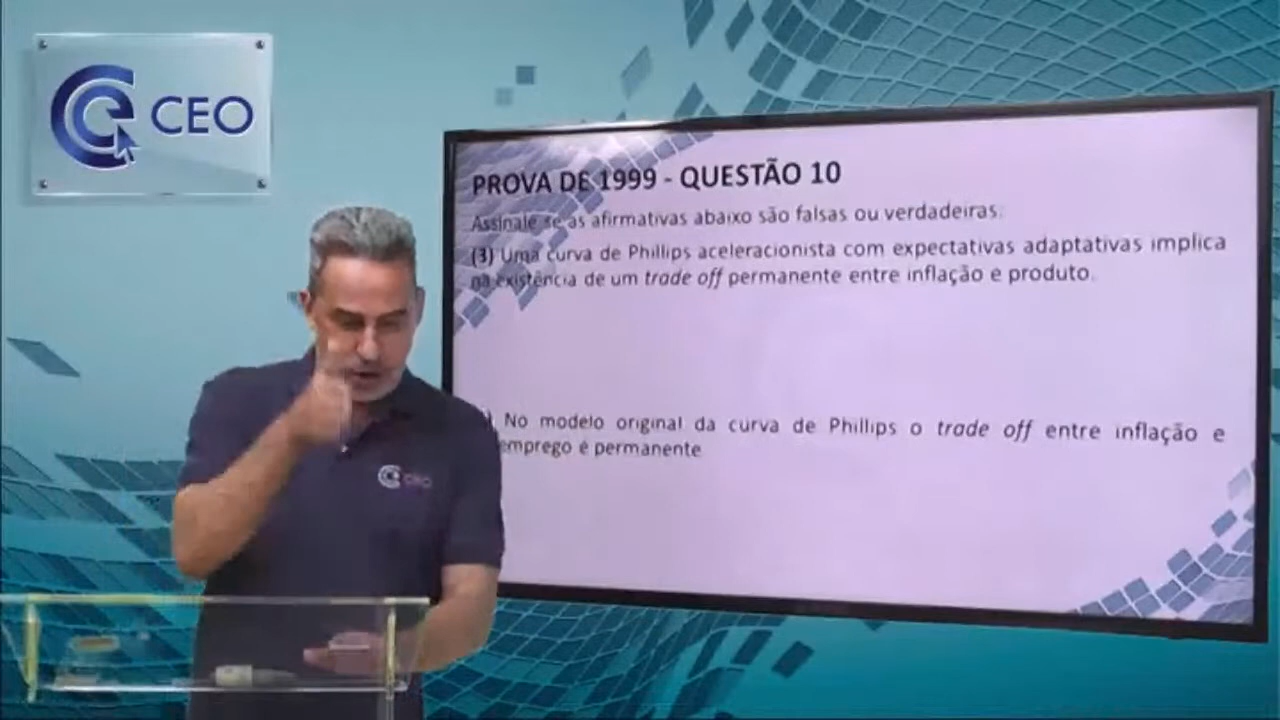 CEO
PROVA DE 1999 - QUESTÃO 10
Assinale se as afirmativas abaixo são falsas ou verdadeiras.
(3) Uma curva de Phillips aceleracionista com expectativas adaptativas implica
na existência de um trade off permanente entre inflação e produto.
No modelo original da curva de Phillips o trade off entre inflação e
emprego é permanente
CEO